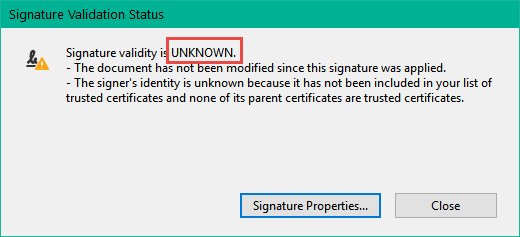 Signature Validation Status
Signature validity is UNKNOWN.
- The document has not been modified since this signature was applied.
- The signer's identity is unknown because it has not been included in your list of
trusted certificates and none of its parent certificates are trusted certificates.
Signature Properties...
Close